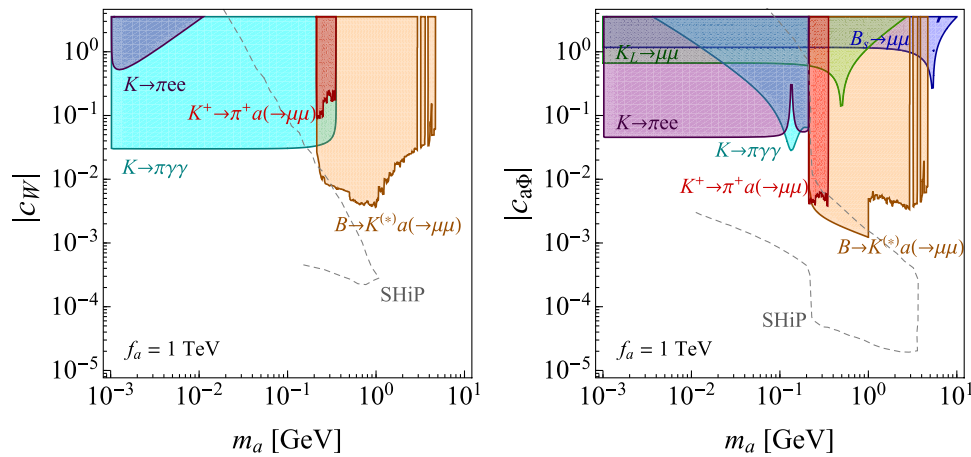 |c_W|
10^0
10^-1
10^-2
10^-3
10^-4
10^-5
K→πee
K^+→π^+a(→μμ)
K→πγγ
B→K^(*)a(→μμ)
SHiP
f_a = 1 TeV
10^-3
10^-2
10^-1
10^0
10^1
m_a [GeV]
|c_aΦ|
10^0
10^-1
10^-2
10^-3
10^-4
10^-5
B_s→μμ
K_L→μμ
K→πee
K→πγγ
K^+→π^+a(→μμ)
B→K^(*)a(→μμ)
SHiP
f_a = 1 TeV
10^-3
10^-2
10^-1
10^0
10^1
m_a [GeV]